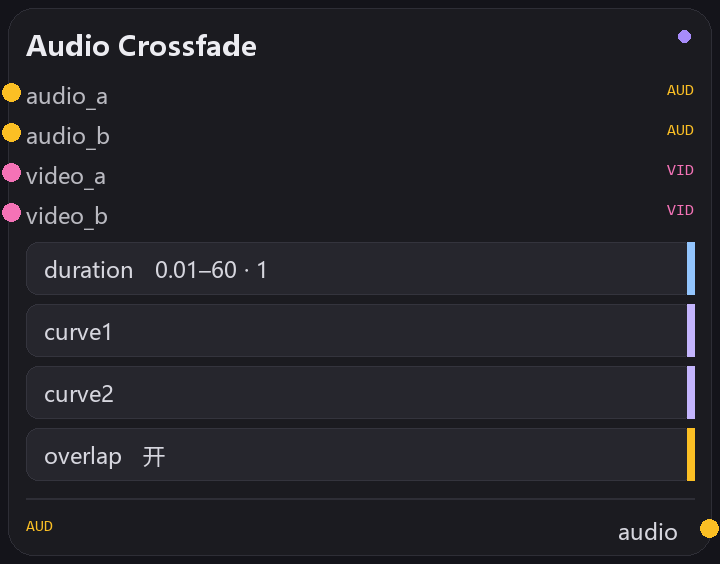 Audio Crossfade
audio_a AUD
audio_b AUD
video_a VID
video_b VID
duration 0.01–60 · 1
curve1
curve2
overlap 开
AUD audio